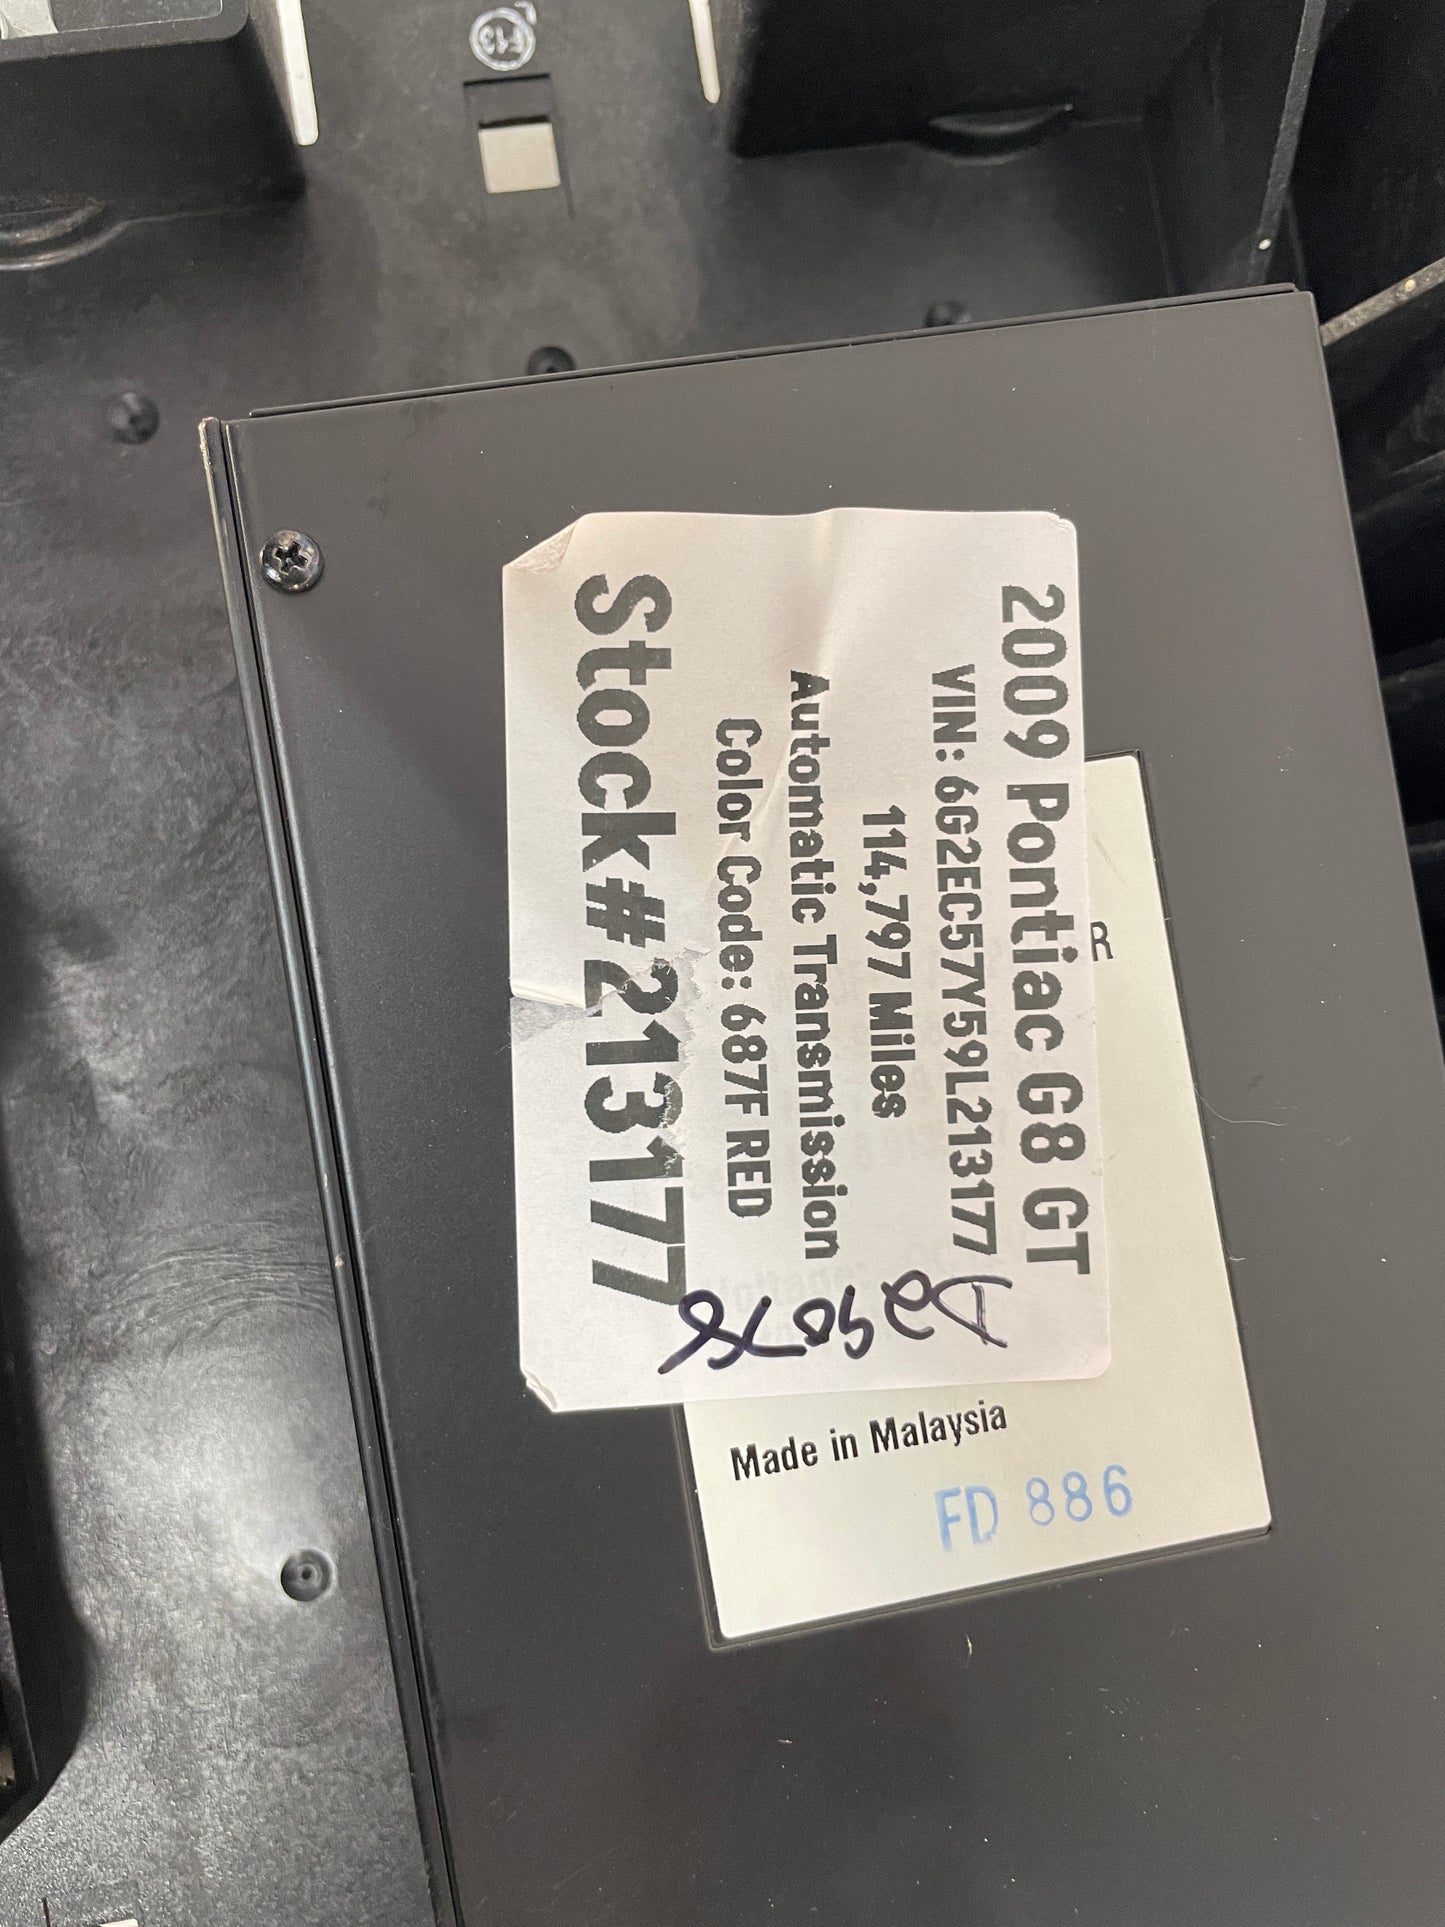 2009 Pontiac G8 GT
VIN: 6G2EC57Y59L213177
114,797 Miles
Automatic Transmission
Color Code: 687F RED
Stock#213177
R
Made in Malaysia
FD 886
F13